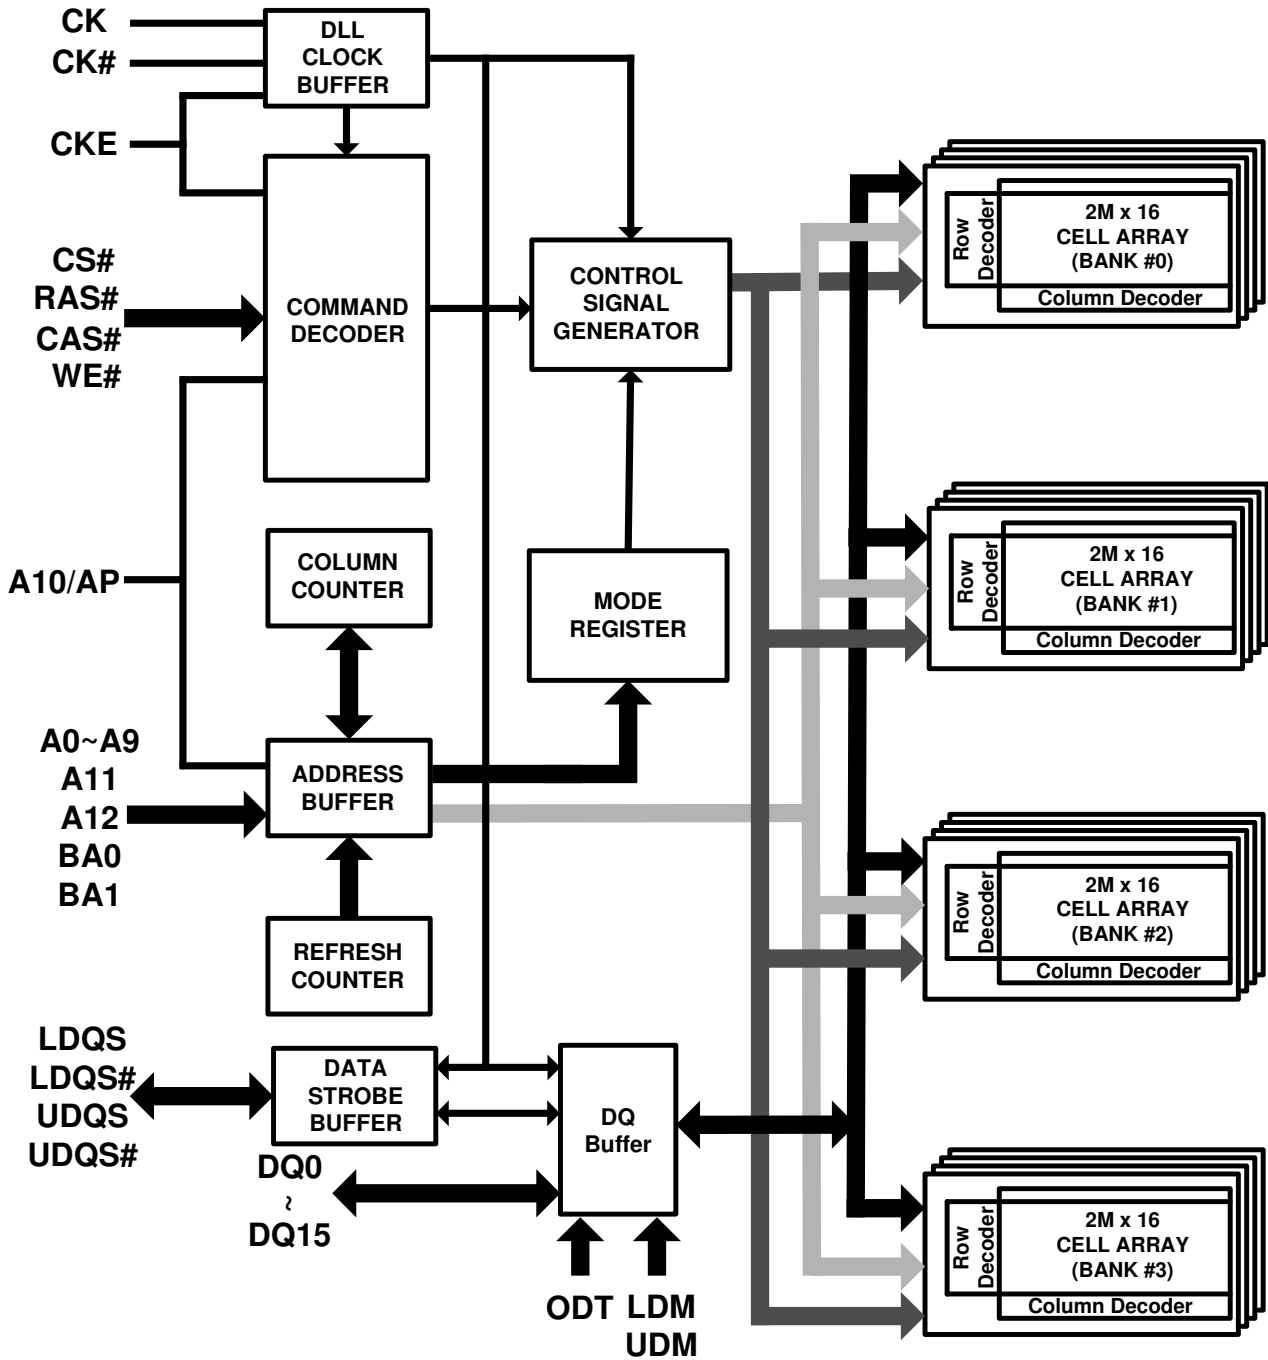 CK
CK#
CKE
DLL
CLOCK
BUFFER
CS#
RAS#
CAS#
WE#
COMMAND
DECODER
CONTROL
SIGNAL
GENERATOR
A10/AP
COLUMN
COUNTER
MODE
REGISTER
A0~A9
A11
A12
BA0
BA1
ADDRESS
BUFFER
REFRESH
COUNTER
LDQS
LDQS#
UDQS
UDQS#
DATA
STROBE
BUFFER
DQ0
~
DQ15
DQ
Buffer
ODT
LDM
UDM
Row
Decoder
2M x 16
CELL ARRAY
(BANK #0)
Column Decoder
Row
Decoder
2M x 16
CELL ARRAY
(BANK #1)
Column Decoder
Row
Decoder
2M x 16
CELL ARRAY
(BANK #2)
Column Decoder
Row
Decoder
2M x 16
CELL ARRAY
(BANK #3)
Column Decoder